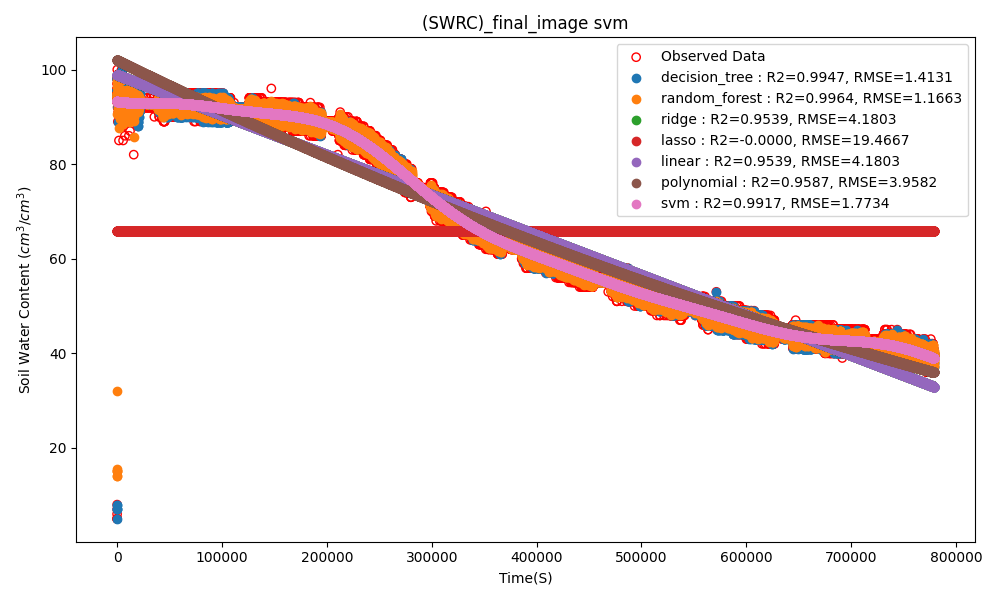 (SWRC)_final_image svm
Observed Data
decision_tree : R2=0.9947, RMSE=1.4131
random_forest : R2=0.9964, RMSE=1.1663
ridge : R2=0.9539, RMSE=4.1803
lasso : R2=-0.0000, RMSE=19.4667
linear : R2=0.9539, RMSE=4.1803
polynomial : R2=0.9587, RMSE=3.9582
svm : R2=0.9917, RMSE=1.7734
Soil Water Content (cm³/cm³)
100
80
60
40
20
0 100000 200000 300000 400000 500000 600000 700000 800000
Time(S)